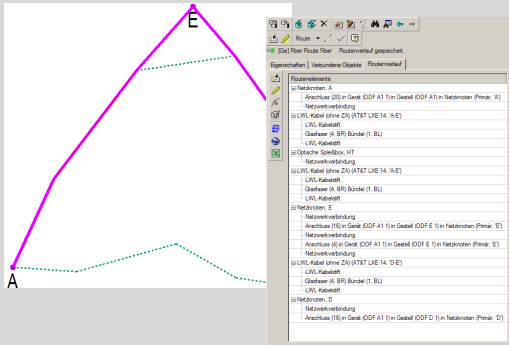 E
A
Route
[Ga] Fiber Route Fiber Routenverlauf gespeichert.
Eigenschaften Verbundene Objekte Routenverlauf
Routenelemente
Netzknoten, A
Anschluss (20) in Gerät (ODF A1 1) in Gestell (ODF A1) in Netzknoten (Primär, 'A')
Netzwerkverbindung
LWL-Kabel (ohne ZA) (AT&T LXE 14, 'A-E')
LWL-Kabelstift
Glasfaser (4, BR) Bündel (1, BL)
LWL-Kabelstift
Optische Spleißbox, HT
Netzwerkverbindung
LWL-Kabel (ohne ZA) (AT&T LXE 14, 'A-E')
LWL-Kabelstift
Glasfaser (4, BR) Bündel (1, BL)
LWL-Kabelstift
Netzknoten, E
Netzwerkverbindung
Anschluss (16) in Gerät (ODF A1 1) in Gestell (ODF E 1) in Netzknoten (Primär, 'E')
Netzwerkverbindung
Anschluss (4) in Gerät (ODF A1 1) in Gestell (ODF E 1) in Netzknoten (Primär, 'E')
Netzwerkverbindung
LWL-Kabel (ohne ZA) (AT&T LXE 14, 'D-E')
LWL-Kabelstift
Glasfaser (4, BR) Bündel (1, BL)
LWL-Kabelstift
Netzknoten, D
Netzwerkverbindung
Anschluss (16) in Gerät (ODF A1 1) in Gestell (ODF D 1) in Netzknoten (Primär, 'D')